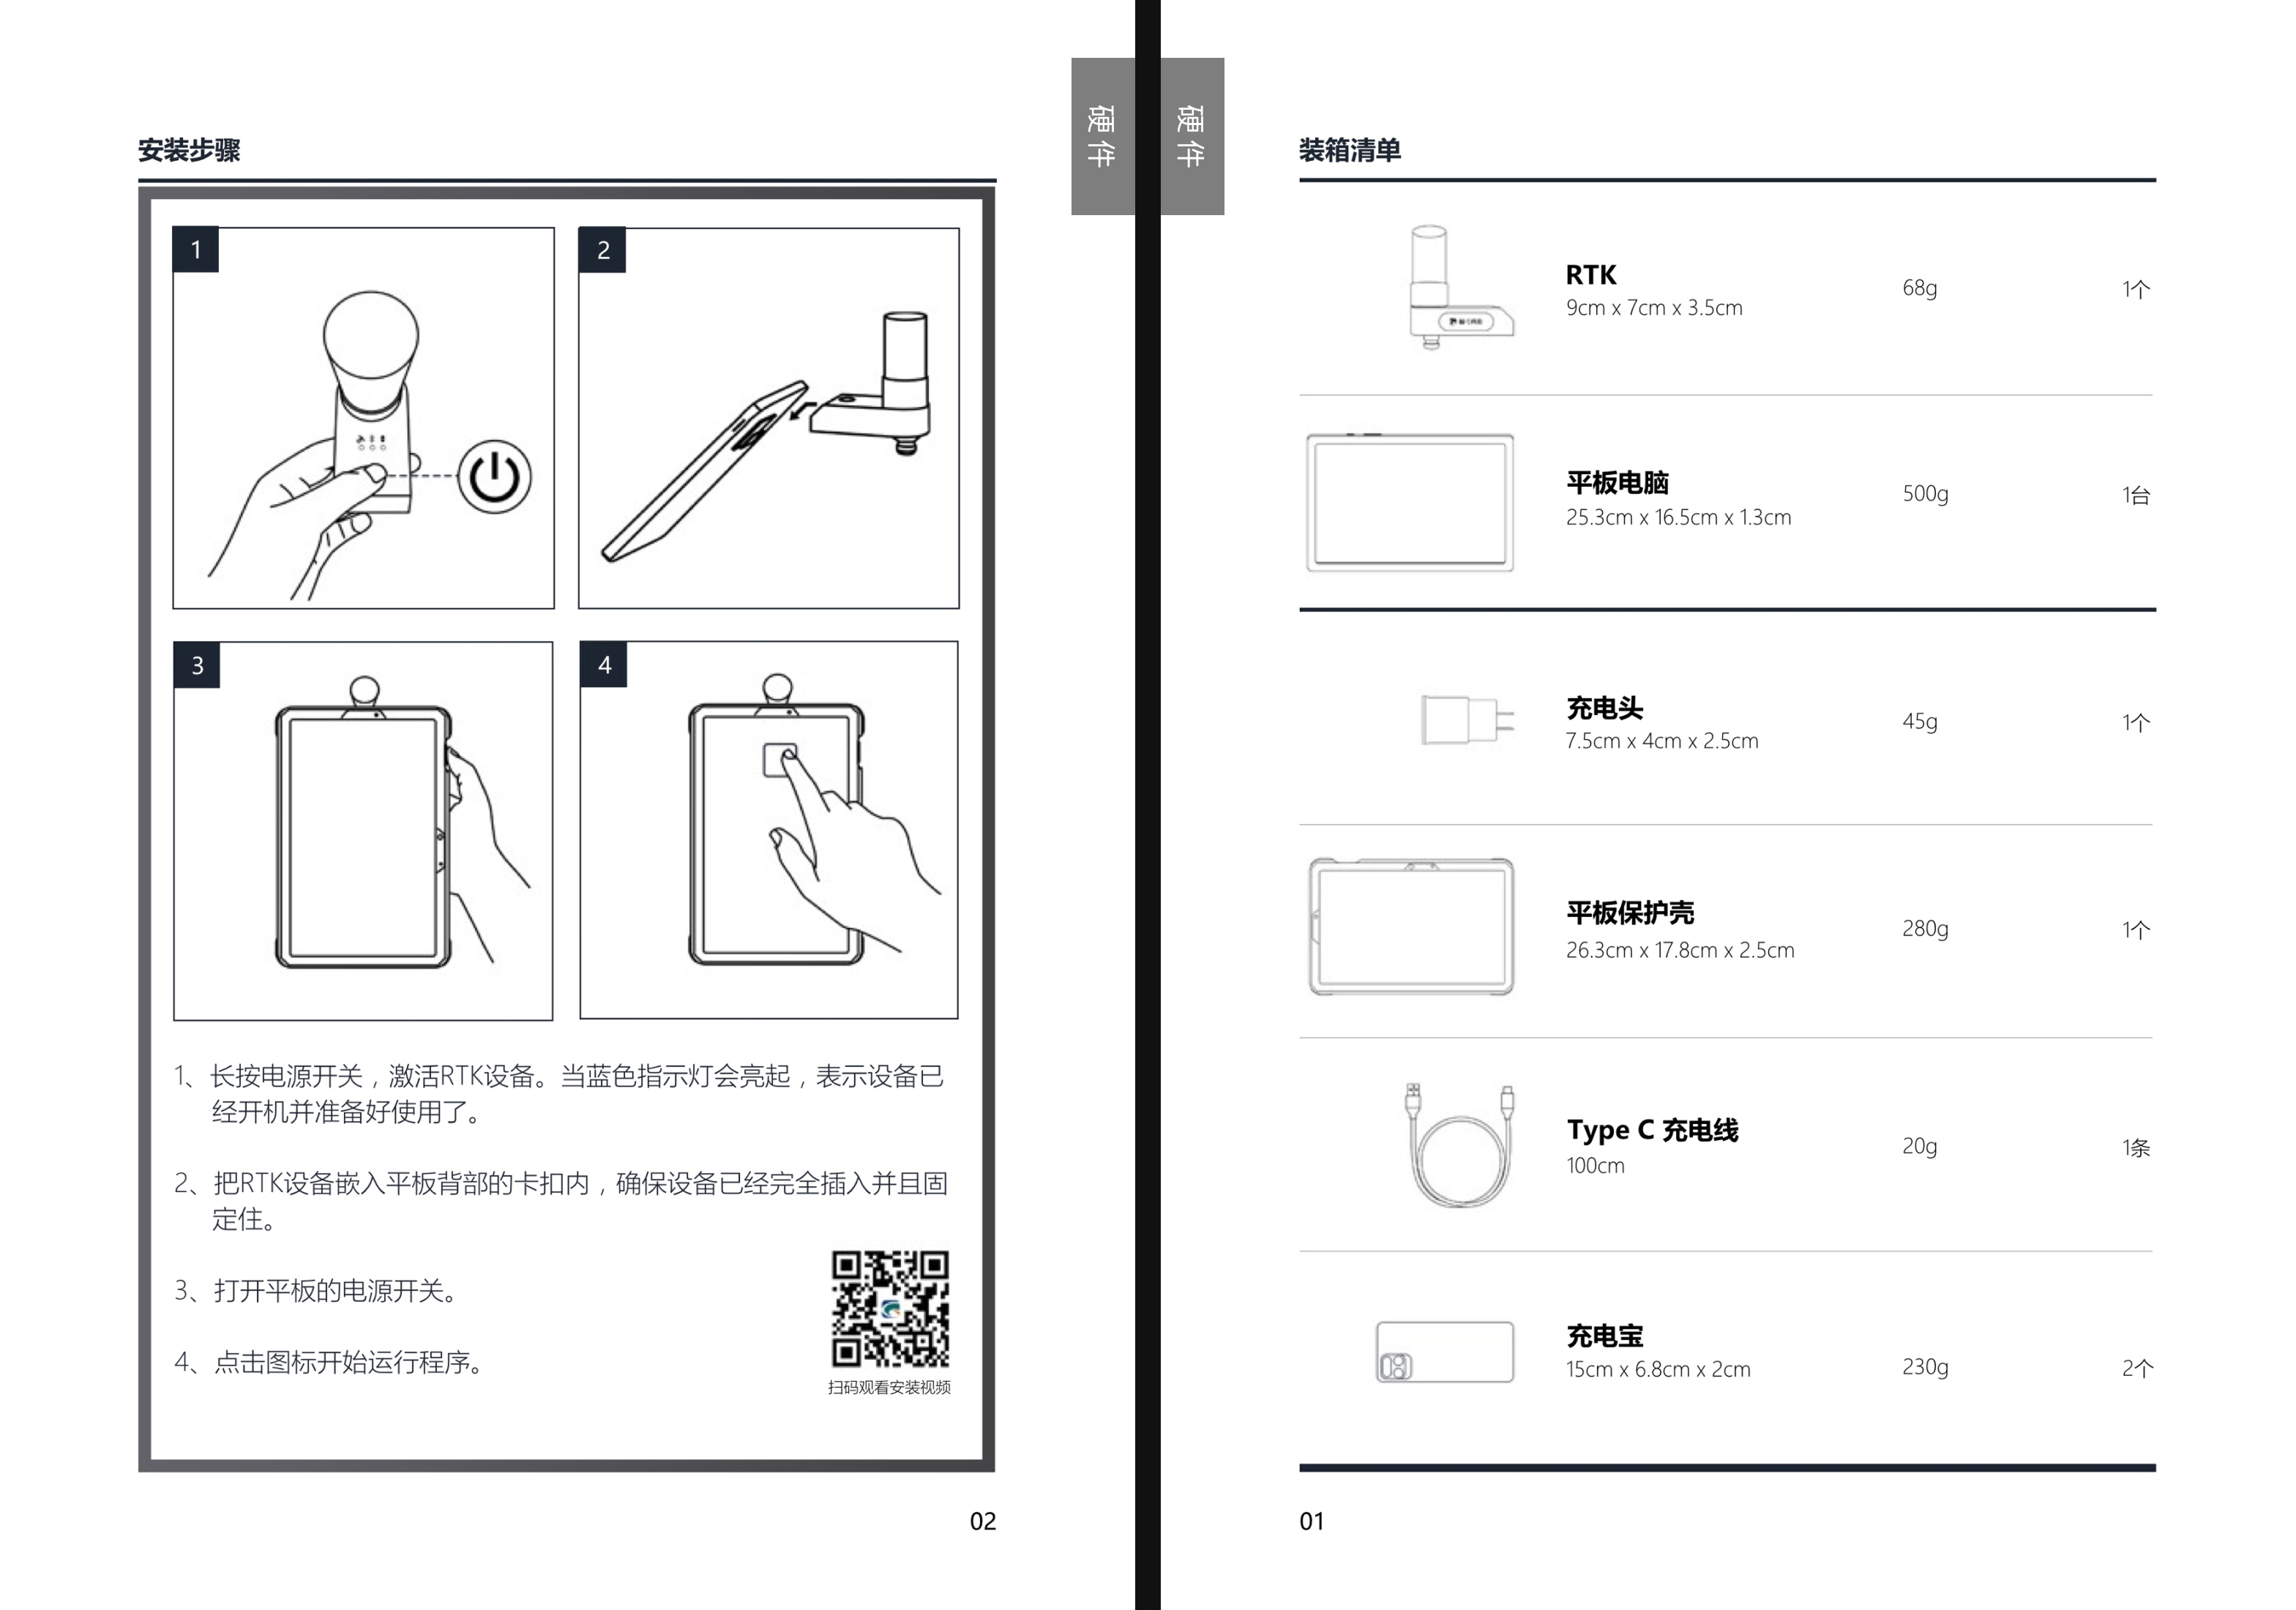 硬件
安装步骤
1
2
3
4
1、长按电源开关，激活RTK设备。当蓝色指示灯会亮起，表示设备已
经开机并准备好使用了。
2、把RTK设备嵌入平板背部的卡扣内，确保设备已经完全插入并且固
定住。
3、打开平板的电源开关。
4、点击图标开始运行程序。
扫码观看安装视频
02
硬件
装箱清单
RTK
9cm x 7cm x 3.5cm
68g
1个
平板电脑
25.3cm x 16.5cm x 1.3cm
500g
1台
充电头
7.5cm x 4cm x 2.5cm
45g
1个
平板保护壳
26.3cm x 17.8cm x 2.5cm
280g
1个
Type C 充电线
100cm
20g
1条
充电宝
15cm x 6.8cm x 2cm
230g
2个
01